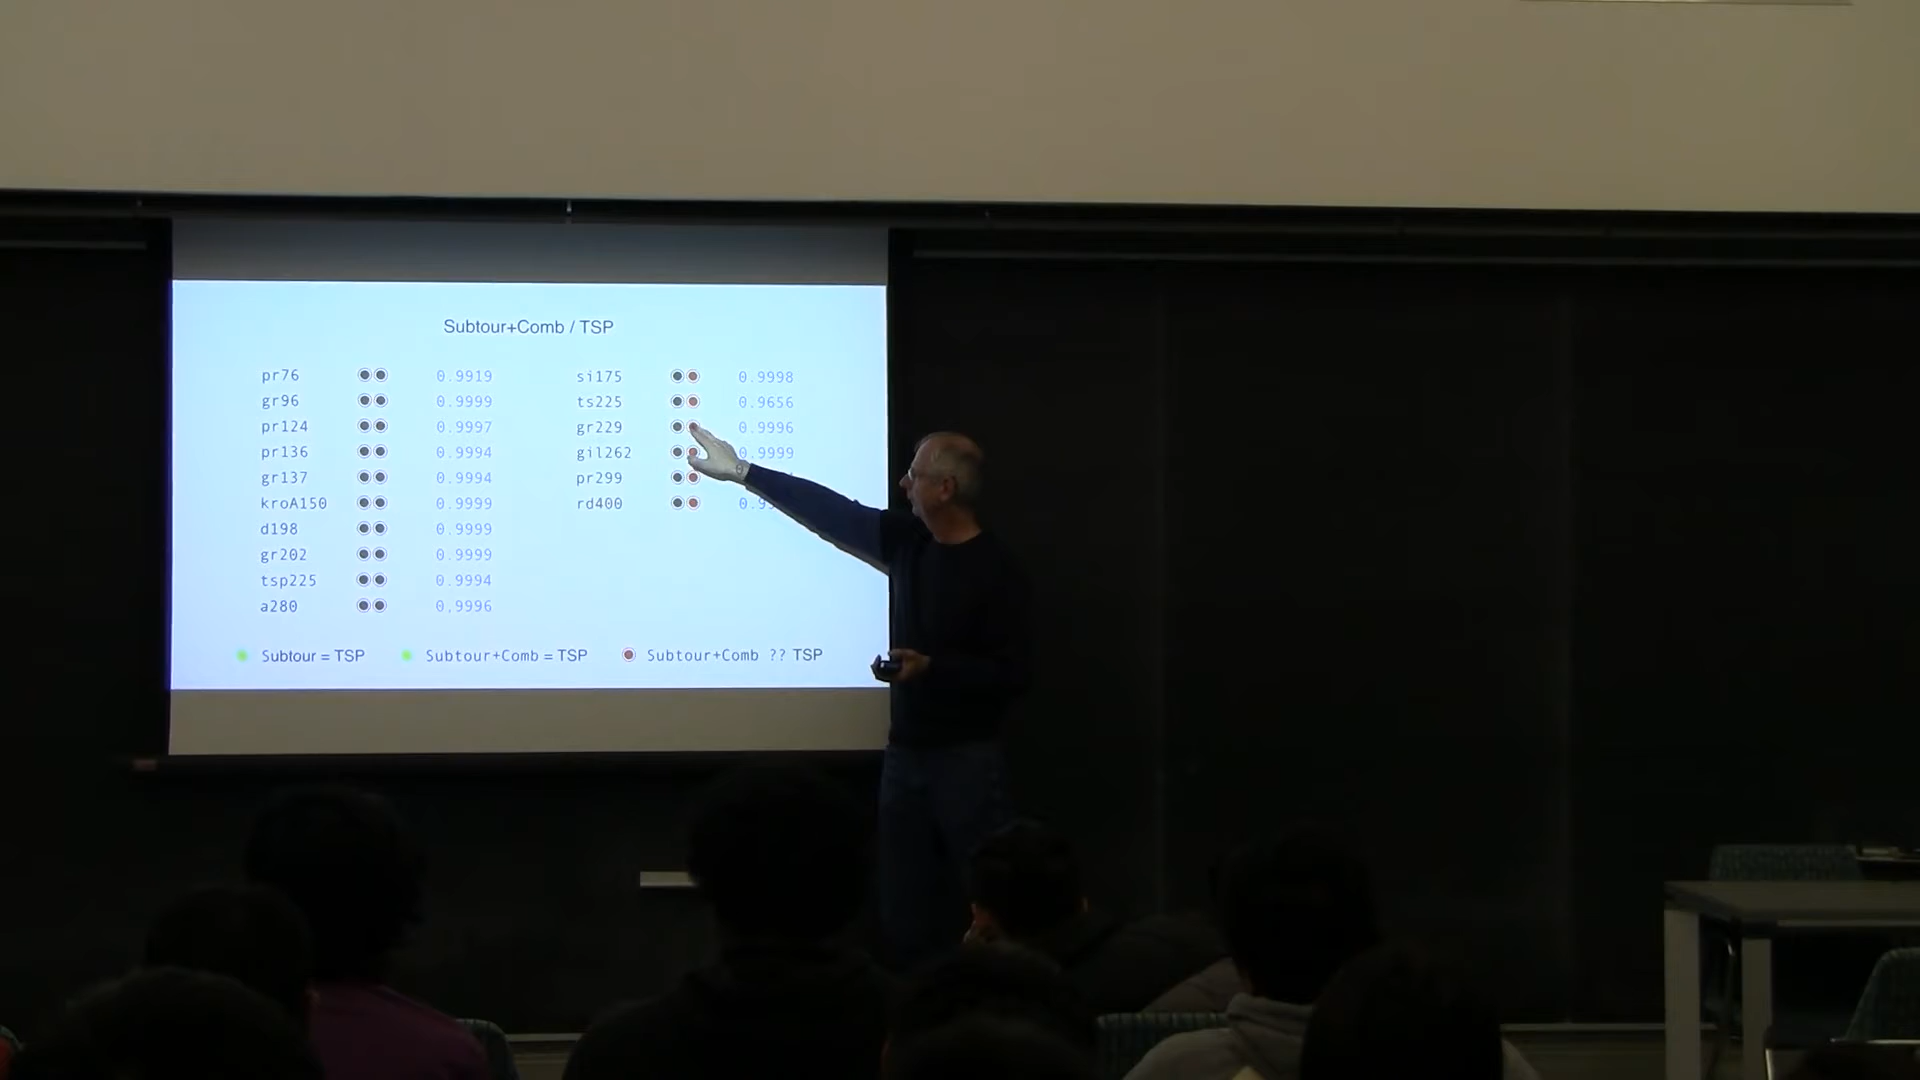 Subtour+Comb / TSP
pr76 0.9919
gr96 0.9999
pr124 0.9997
pr136 0.9994
gr137 0.9994
kroA150 0.9999
d198 0.9999
gr202 0.9999
tsp225 0.9994
a280 0.9996
si175 0.9998
ts225 0.9656
gr229 0.9996
gil262 0.9999
pr299
rd400
Subtour = TSP Subtour+Comb = TSP Subtour+Comb ?? TSP